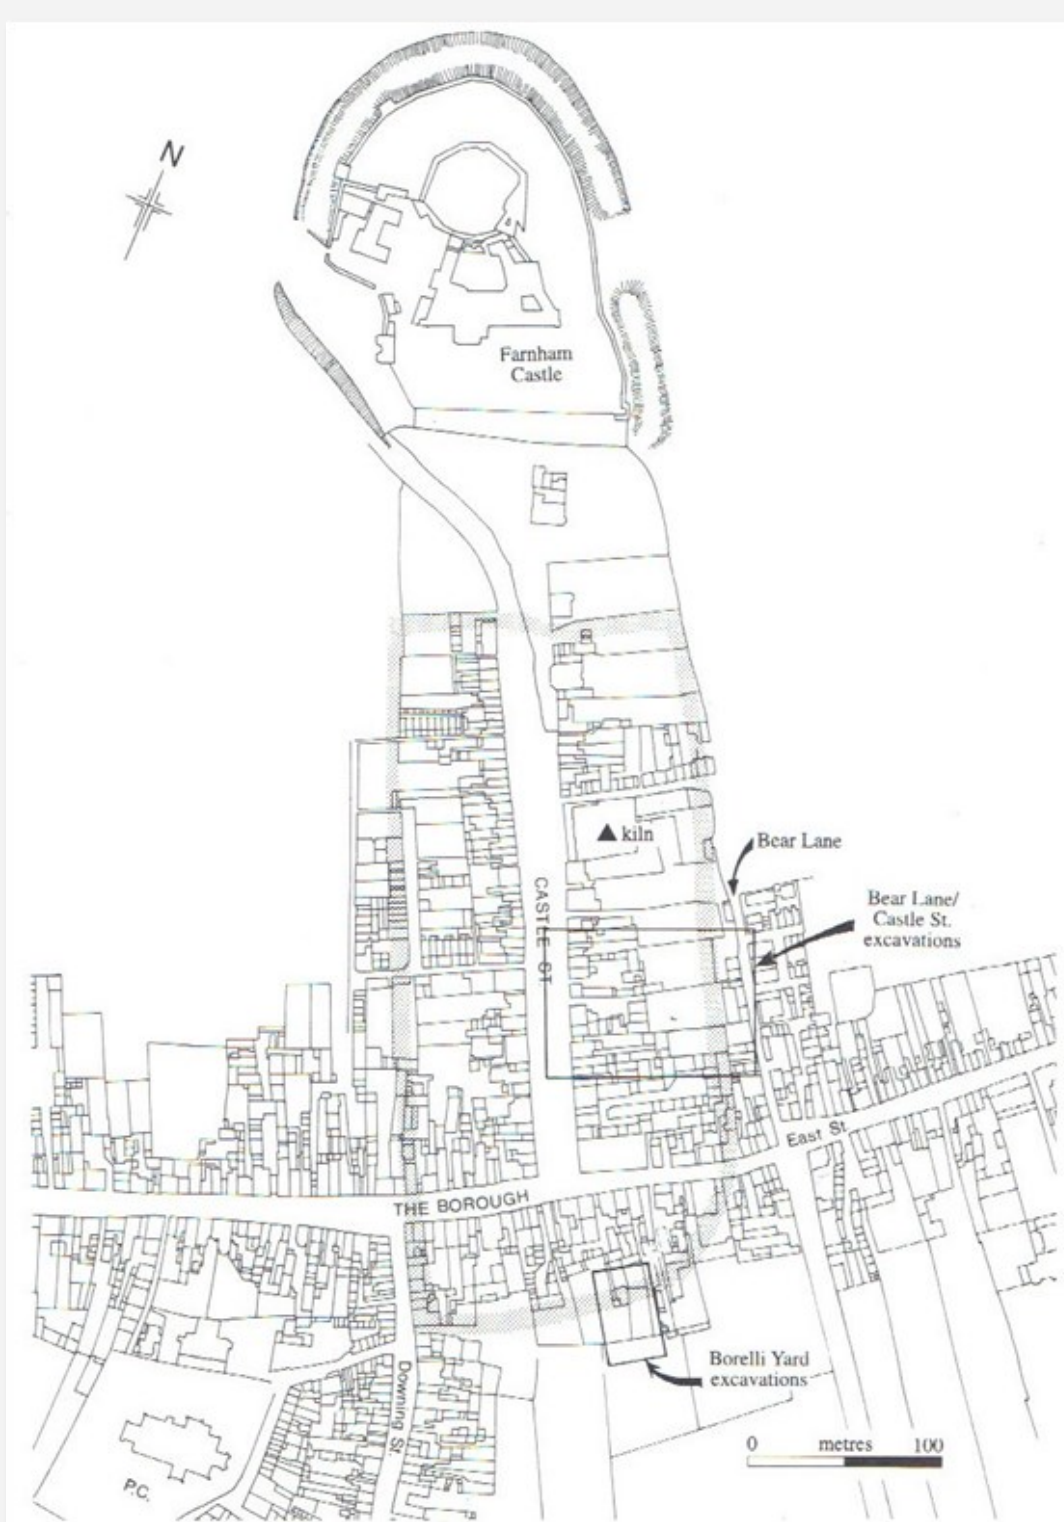 N
Farnham
Castle
kiln
Bear Lane
Bear Lane/
Castle St.
excavations
CASTLE ST
East St
THE BOROUGH
Borelli Yard
excavations
Downing St.
0 metres 100
P.C.